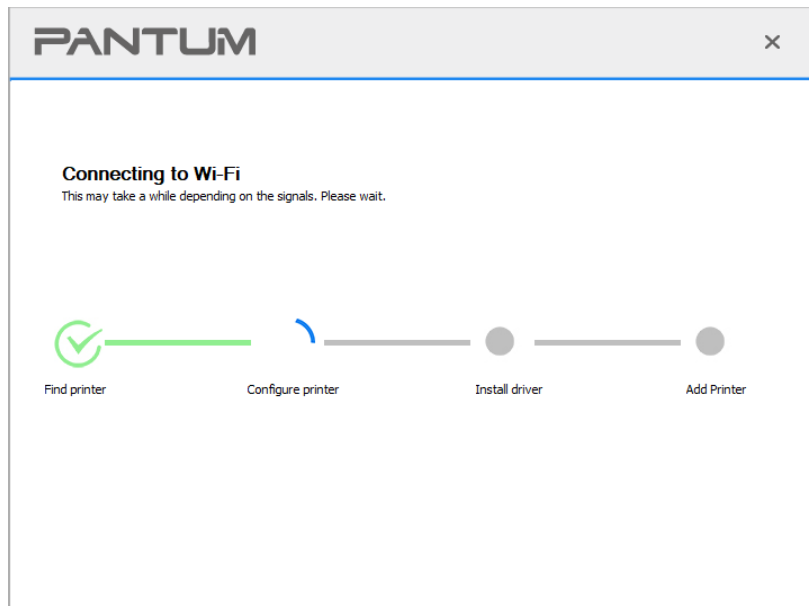 PANTUM
Connecting to Wi-Fi
This may take a while depending on the signals. Please wait.
Find printer
Configure printer
Install driver
Add Printer